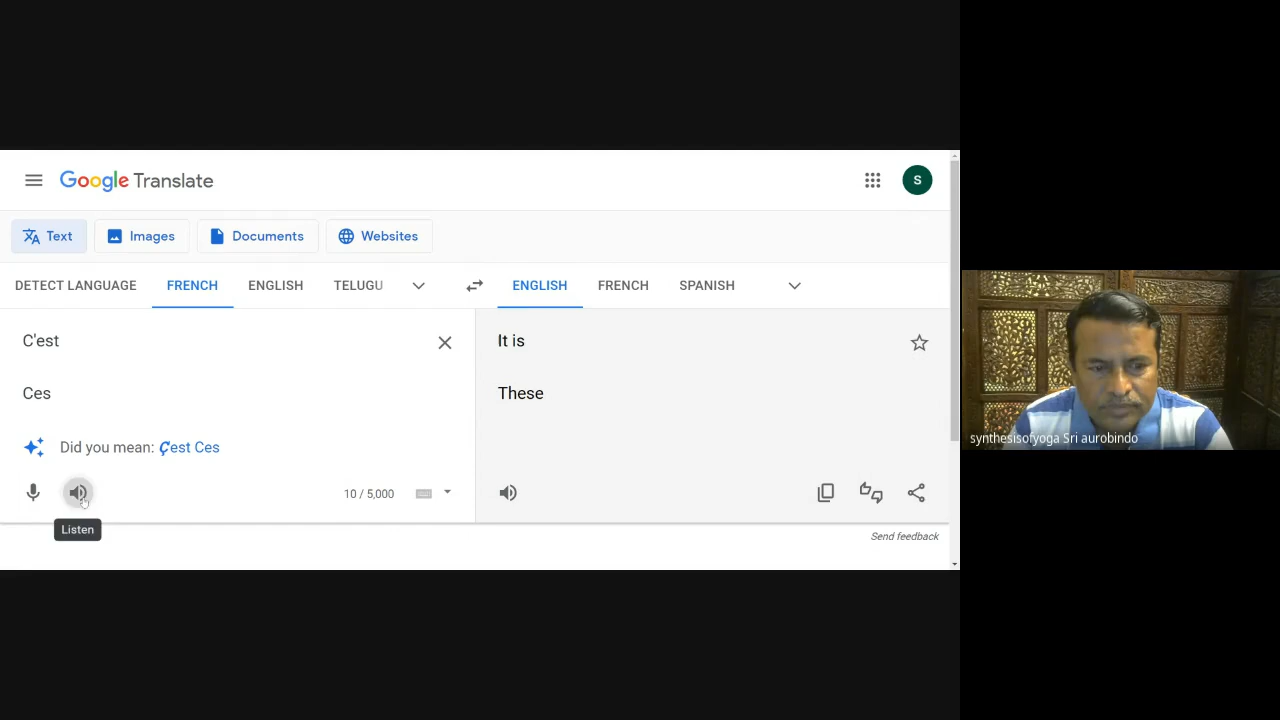 Google Translate
S
Text Images Documents Websites
DETECT LANGUAGE FRENCH ENGLISH TELUGU ENGLISH FRENCH SPANISH
C'est It is
Ces These
Did you mean: Çest Ces
10 / 5,000
Listen
Send feedback
synthesisofyoga Sri aurobindo